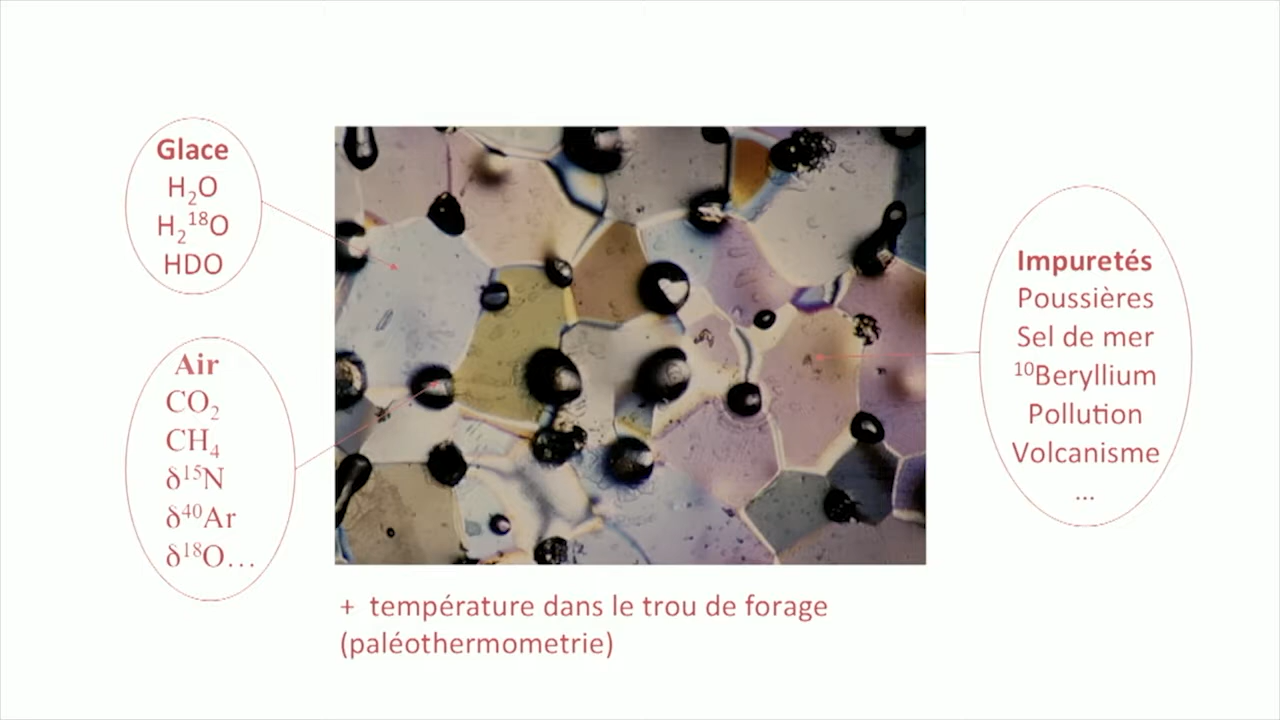 Glace
H₂O
H₂¹⁸O
HDO
Air
CO₂
CH₄
δ¹⁵N
δ⁴⁰Ar
δ¹⁸O…
Impuretés
Poussières
Sel de mer
¹⁰Beryllium
Pollution
Volcanisme
...
+ température dans le trou de forage
(paléothermometrie)